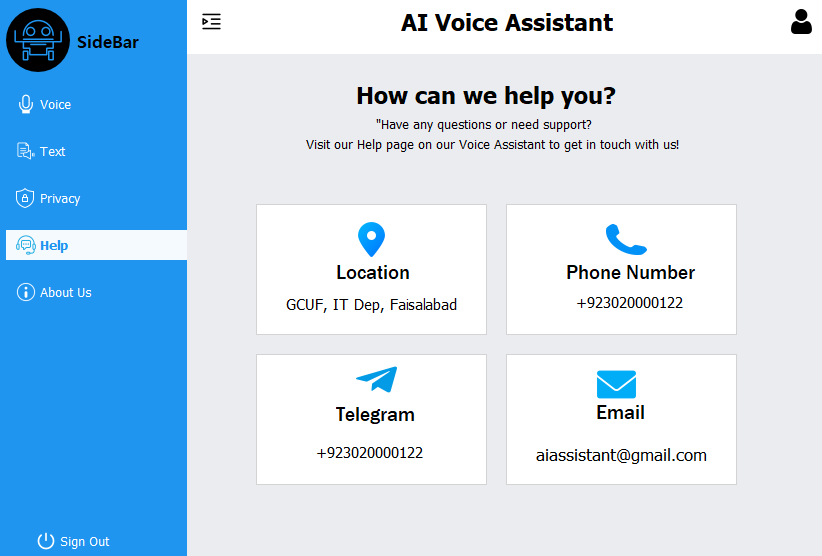 SideBar
Voice
Text
Privacy
Help
About Us
Sign Out
AI Voice Assistant
How can we help you?
"Have any questions or need support?
Visit our Help page on our Voice Assistant to get in touch with us!
Location
GCUF, IT Dep, Faisalabad
Phone Number
+923020000122
Telegram
+923020000122
Email
aiassistant@gmail.com